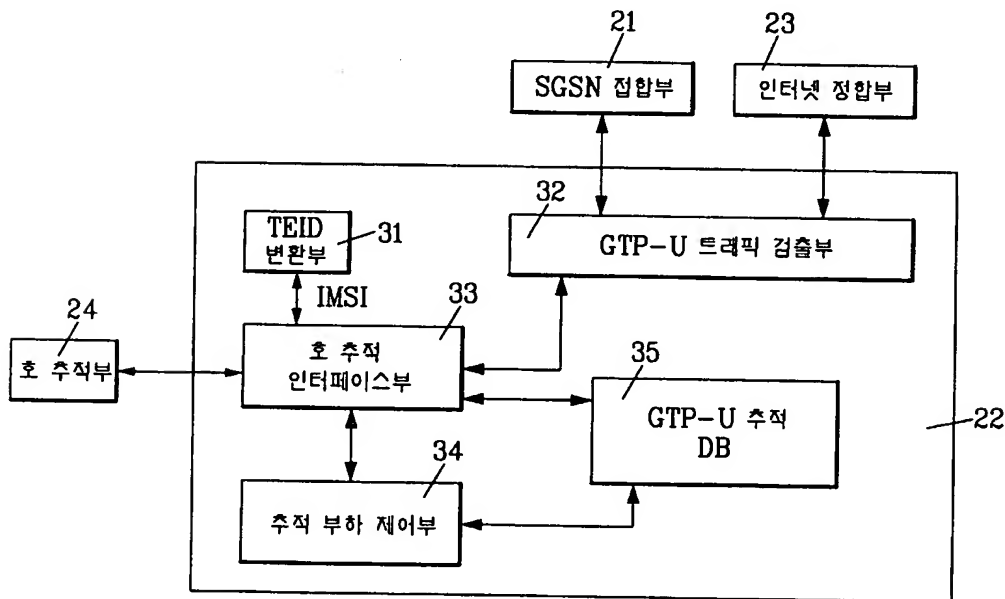 21
23
SGSN 접합부
인터넷 정합부
32
GTP-U 트래픽 검출부
TEID
변환부
31
IMSI
33
24
호 추적부
호 추적
인터페이스부
35
GTP-U 추적
DB
22
34
추적 부하 제어부